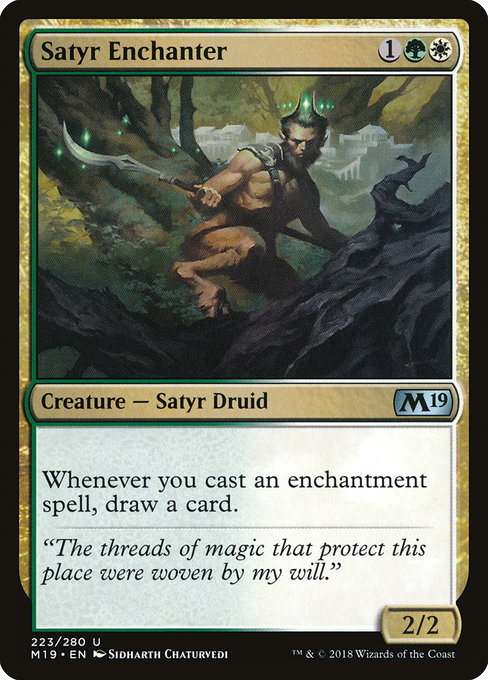 Satyr Enchanter 1
Creature — Satyr Druid M19
Whenever you cast an enchantment
spell, draw a card.
“The threads of magic that protect this
place were woven by my will.”
2/2
223/280 U
M19 • EN Sidharth Chaturvedi ™ & © 2018 Wizards of the Coast